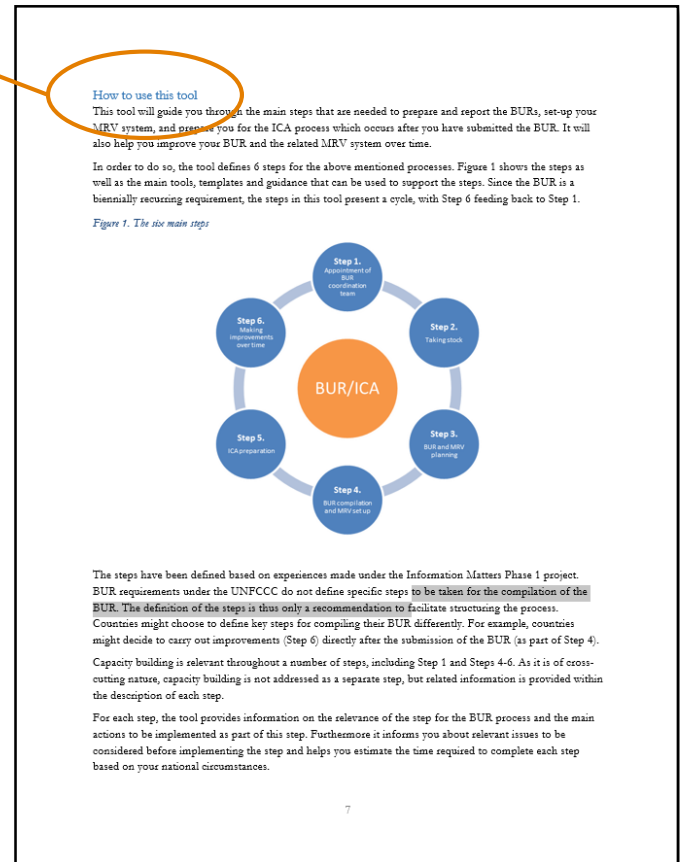 How to use this tool
This tool will guide you through the main steps that are needed to prepare and report the BURs, set-up your
MRV system, and prepare you for the ICA process which occurs after you have submitted the BUR. It will
also help you improve your BUR and the related MRV system over time.
In order to do so, the tool defines 6 steps for the above mentioned processes. Figure 1 shows the steps as
well as the main tools, templates and guidance that can be used to support the steps. Since the BUR is a
biennially recurring requirement, the steps in this tool present a cycle, with Step 6 feeding back to Step 1.
Figure 1. The six main steps
Step 1.
Appointment of
BUR
coordination
team
Step 2.
Taking stock
Step 3.
BUR and MRV
planning
Step 4.
BUR compilation
and MRV set up
Step 5.
ICA preparation
Step 6.
Making
improvements
over time
BUR/ICA
The steps have been defined based on experiences made under the Information Matters Phase 1 project.
BUR requirements under the UNFCCC do not define specific steps to be taken for the compilation of the
BUR. The definition of the steps is thus only a recommendation to facilitate structuring the process.
Countries might choose to define key steps for compiling their BUR differently. For example, countries
might decide to carry out improvements (Step 6) directly after the submission of the BUR (as part of Step 4).
Capacity building is relevant throughout a number of steps, including Step 1 and Steps 4-6. As it is of cross-
cutting nature, capacity building is not addressed as a separate step, but related information is provided within
the description of each step.
For each step, the tool provides information on the relevance of the step for the BUR process and the main
actions to be implemented as part of this step. Furthermore it informs you about relevant issues to be
considered before implementing the step and helps you estimate the time required to complete each step
based on your national circumstances.
7